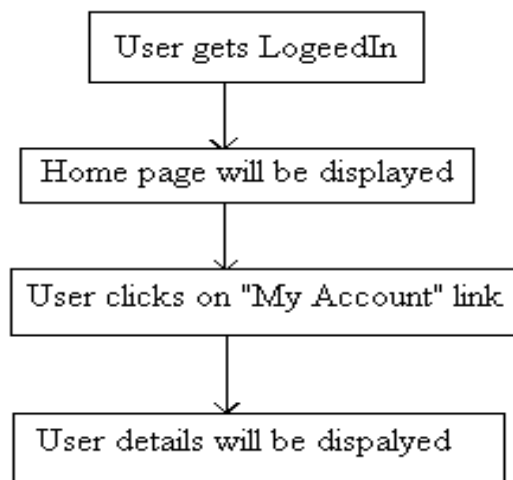 User gets LogeedIn
Home page will be displayed
User clicks on "My Account" link
User details will be dispalyed